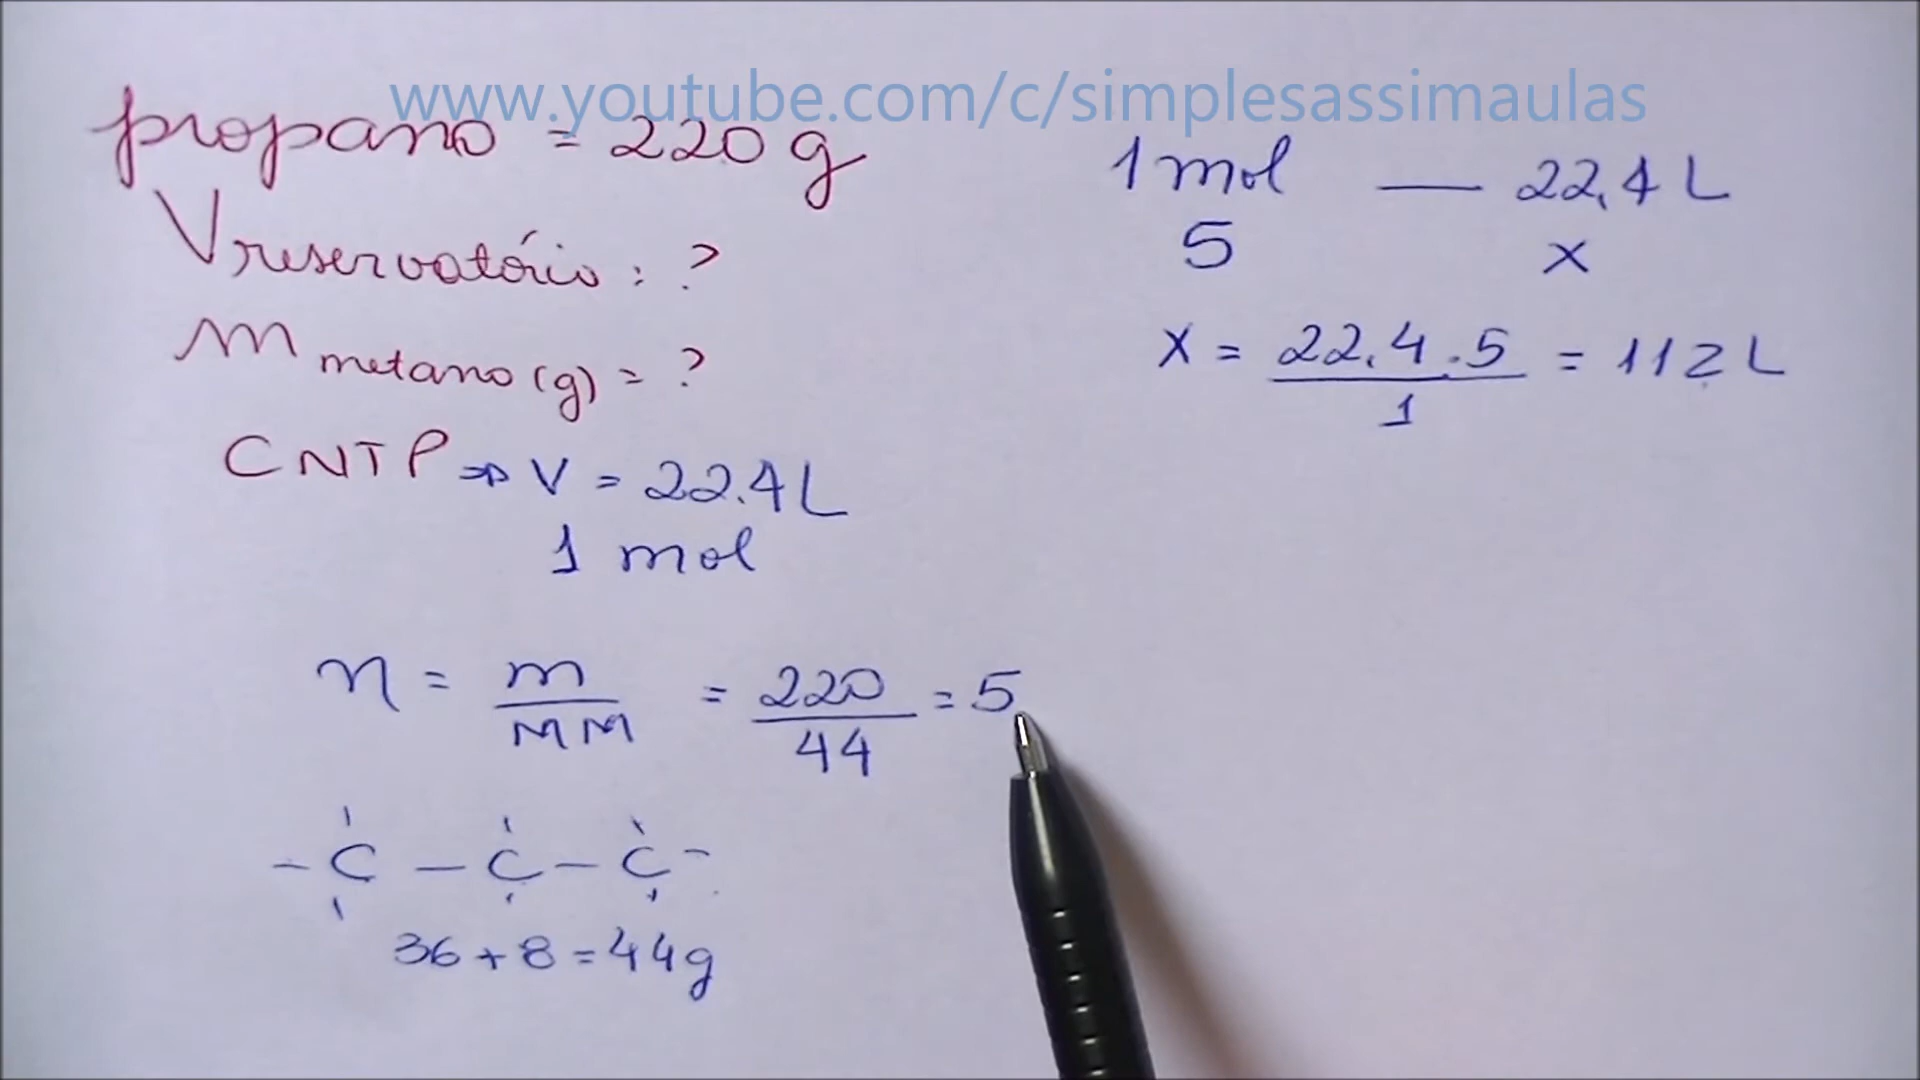 www.youtube.com/c/simplesassimaulas
propano = 220 g
Vreservatório: ?
m metano(g) = ?
CNTP ⇒ V = 22.4 L
1 mol
n = m/MM = 220/44 = 5
- C - C - C -
36 + 8 = 44g
1 mol — 22,4 L
5 x
x = 22,4 . 5 / 1 = 112 L